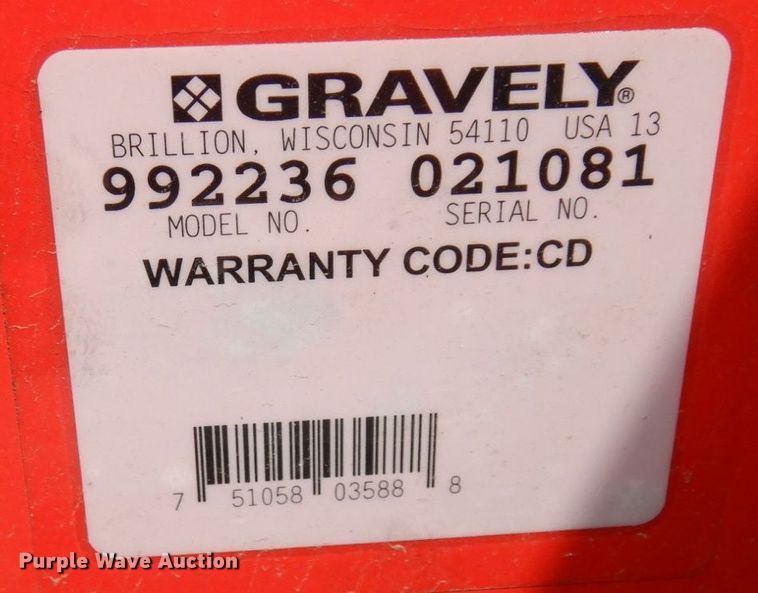 GRAVELY®
BRILLION, WISCONSIN 54110 USA 13
992236 021081
MODEL NO. SERIAL NO.
WARRANTY CODE:CD
7 51058 03588 8
Purple Wave Auction